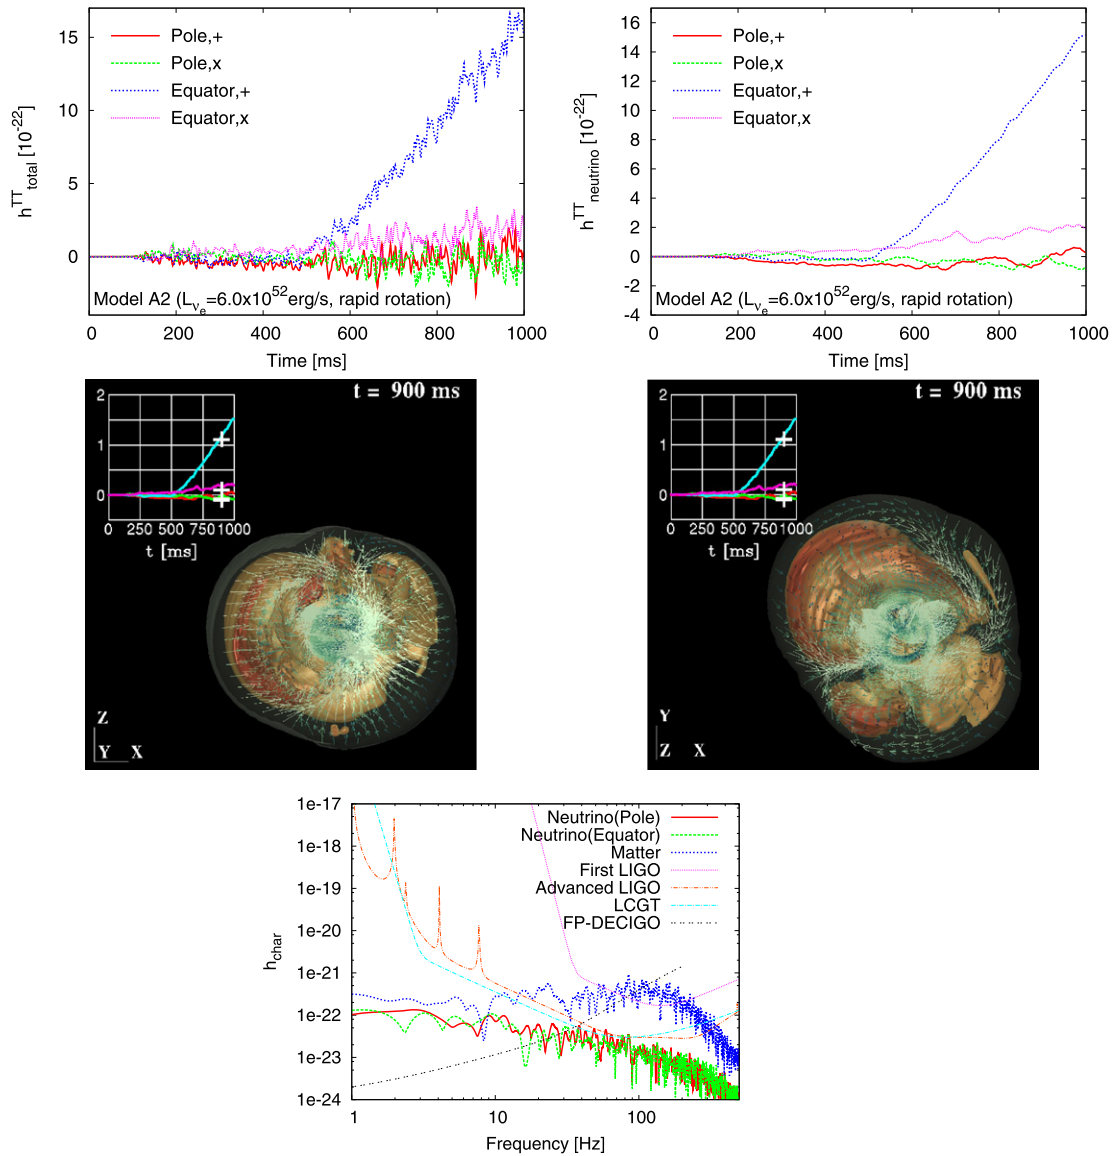 15
10
5
0
h^TT_total [10^-22]
Pole,+
Pole,x
Equator,+
Equator,x
Model A2 (L_ν_e=6.0x10^52erg/s, rapid rotation)
0 200 400 600 800 1000
Time [ms]
16
14
12
10
8
6
4
2
0
-2
-4
h^TT_neutrino [10^-22]
Pole,+
Pole,x
Equator,+
Equator,x
Model A2 (L_ν_e=6.0x10^52erg/s, rapid rotation)
0 200 400 600 800 1000
Time [ms]
t = 900 ms
2
1
0
0 250 500 750 1000
t [ms]
Z
Y X
t = 900 ms
2
1
0
0 250 500 750 1000
t [ms]
Y
Z X
1e-17
1e-18
1e-19
1e-20
1e-21
1e-22
1e-23
1e-24
h_char
Neutrino(Pole)
Neutrino(Equator)
Matter
First LIGO
Advanced LIGO
LCGT
FP-DECIGO
1 10 100
Frequency [Hz]